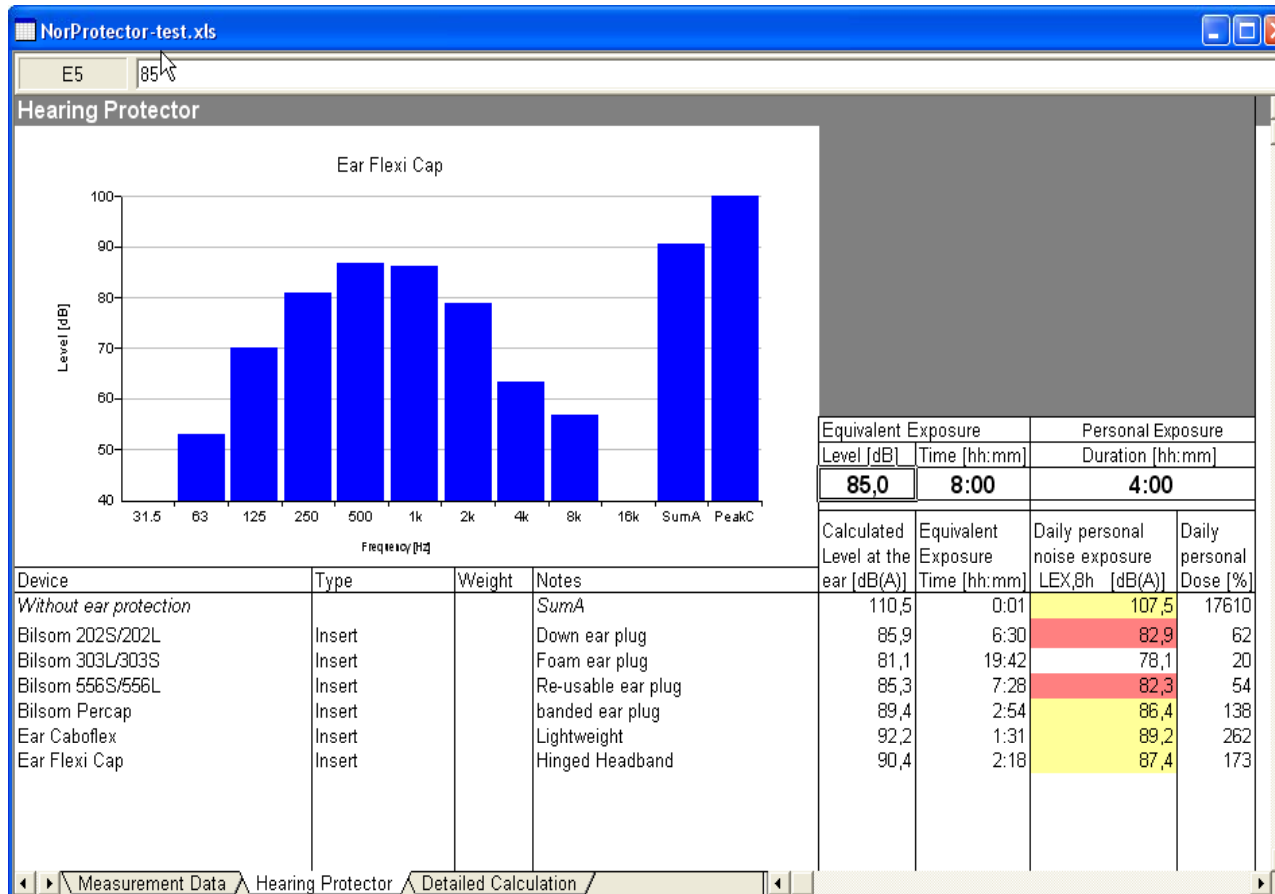 NorProtector-test.xls
E5 85
Hearing Protector
Ear Flexi Cap
100
90
80
70
60
50
40
Level [dB]
31.5 63 125 250 500 1k 2k 4k 8k 16k SumA PeakC
Frequency [Hz]
Equivalent Exposure Personal Exposure
Level [dB] Time [hh:mm] Duration [hh:mm]
85,0 8:00 4:00
Calculated Equivalent Daily personal Daily
Level at the Exposure noise exposure personal
Device Type Weight Notes ear [dB(A)] Time [hh:mm] LEX,8h [dB(A)] Dose [%]
Without ear protection SumA 110,5 0:01 107,5 17610
Bilsom 202S/202L Insert Down ear plug 85,9 6:30 82,9 62
Bilsom 303L/303S Insert Foam ear plug 81,1 19:42 78,1 20
Bilsom 556S/556L Insert Re-usable ear plug 85,3 7:28 82,3 54
Bilsom Percap Insert banded ear plug 89,4 2:54 86,4 138
Ear Caboflex Insert Lightweight 92,2 1:31 89,2 262
Ear Flexi Cap Insert Hinged Headband 90,4 2:18 87,4 173
Measurement Data Hearing Protector Detailed Calculation